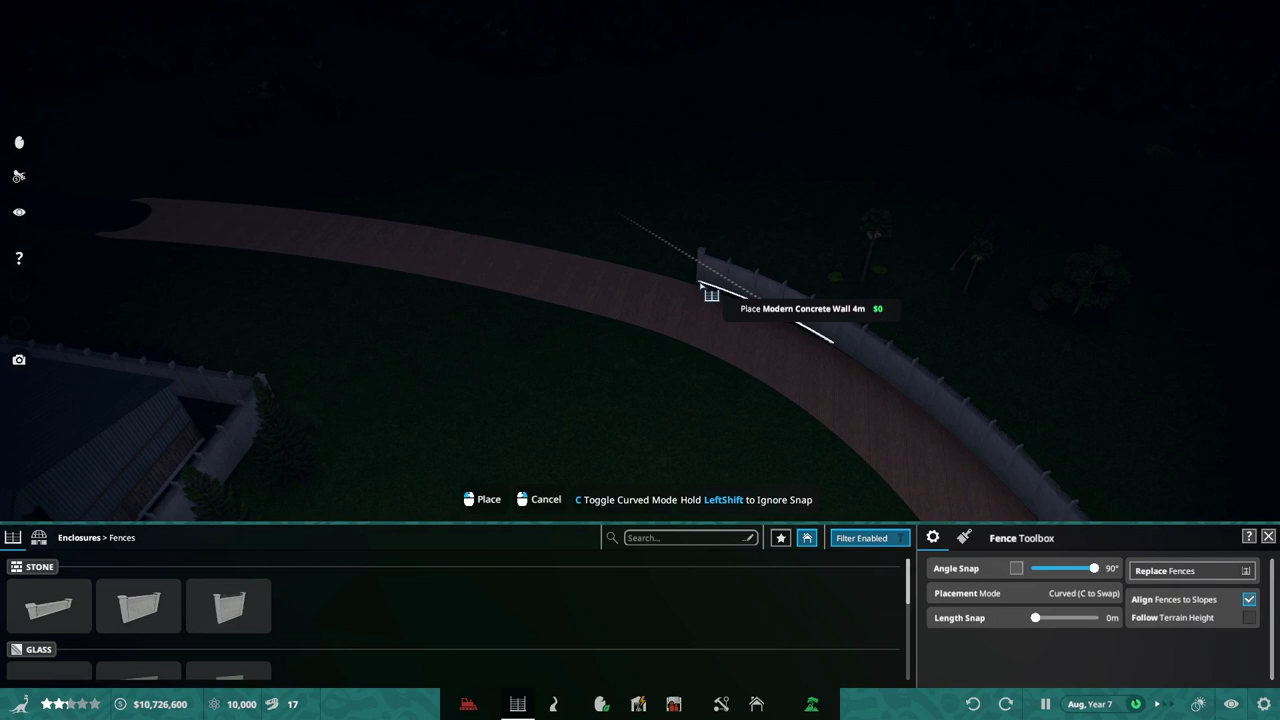 Place Modern Concrete Wall 4m $0
?
Place
Cancel
C Toggle Curved Mode Hold LeftShift to Ignore Snap
Enclosures > Fences
Search...
Filter Enabled
Fence Toolbox
?
STONE
GLASS
Angle Snap
90°
Replace Fences
Placement Mode
Curved (C to Swap)
Align Fences to Slopes
Length Snap
0m
Follow Terrain Height
$10,726,600
10,000
17
Aug, Year 7